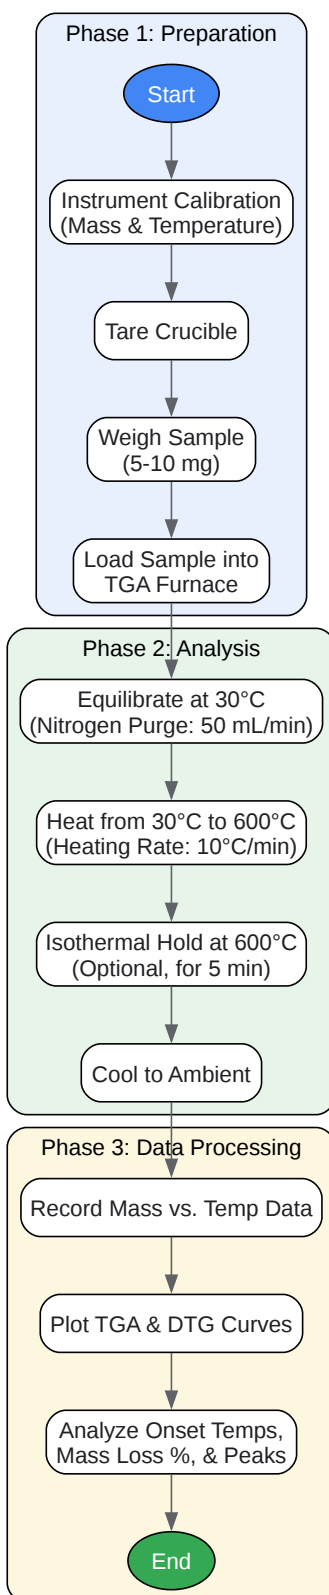 Phase 1: Preparation
Start
Instrument Calibration
(Mass & Temperature)
Tare Crucible
Weigh Sample
(5-10 mg)
Load Sample into
TGA Furnace
Phase 2: Analysis
Equilibrate at 30°C
(Nitrogen Purge: 50 mL/min)
Heat from 30°C to 600°C
(Heating Rate: 10°C/min)
Isothermal Hold at 600°C
(Optional, for 5 min)
Cool to Ambient
Phase 3: Data Processing
Record Mass vs. Temp Data
Plot TGA & DTG Curves
Analyze Onset Temps,
Mass Loss %, & Peaks
End